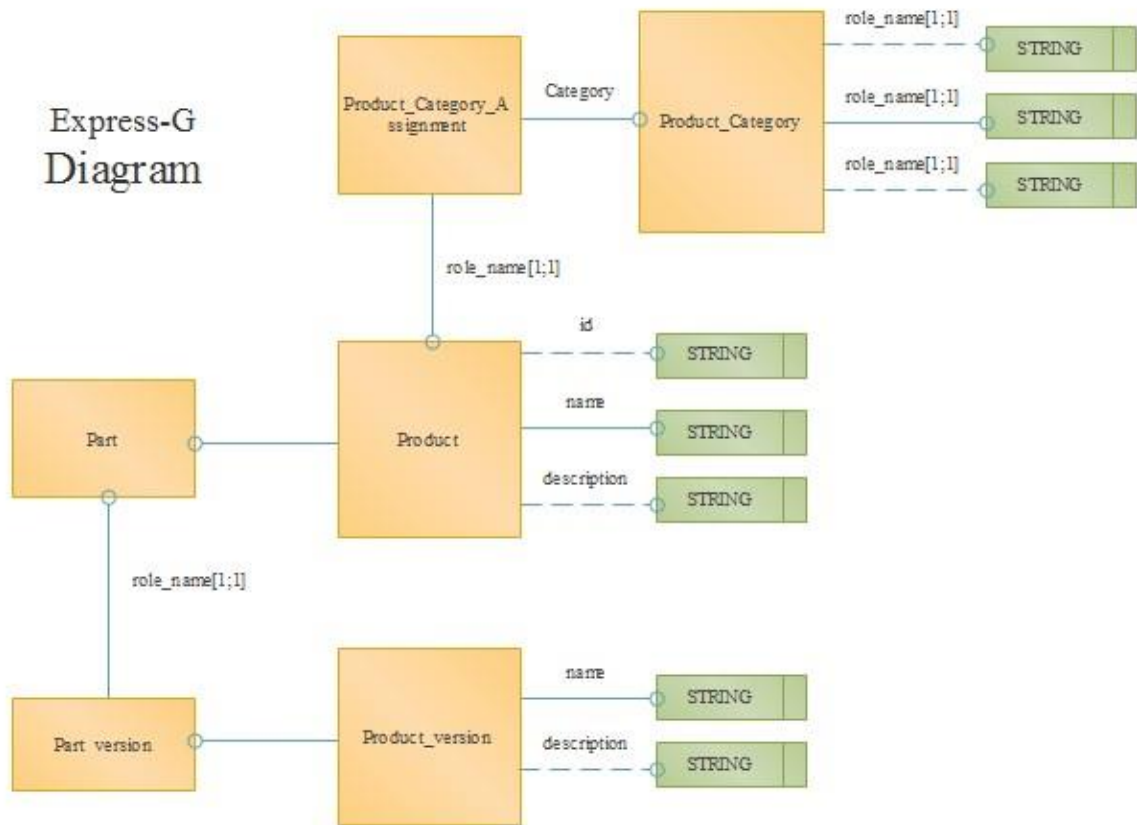 Express-G
Diagram
Product_Category_A
ssignment
Category
Product_Category
role_name[1;1]
STRING
role_name[1;1]
STRING
role_name[1;1]
STRING
role_name[1;1]
Part
Product
id
STRING
name
STRING
description
STRING
role_name[1;1]
Part version
Product_version
name
STRING
description
STRING